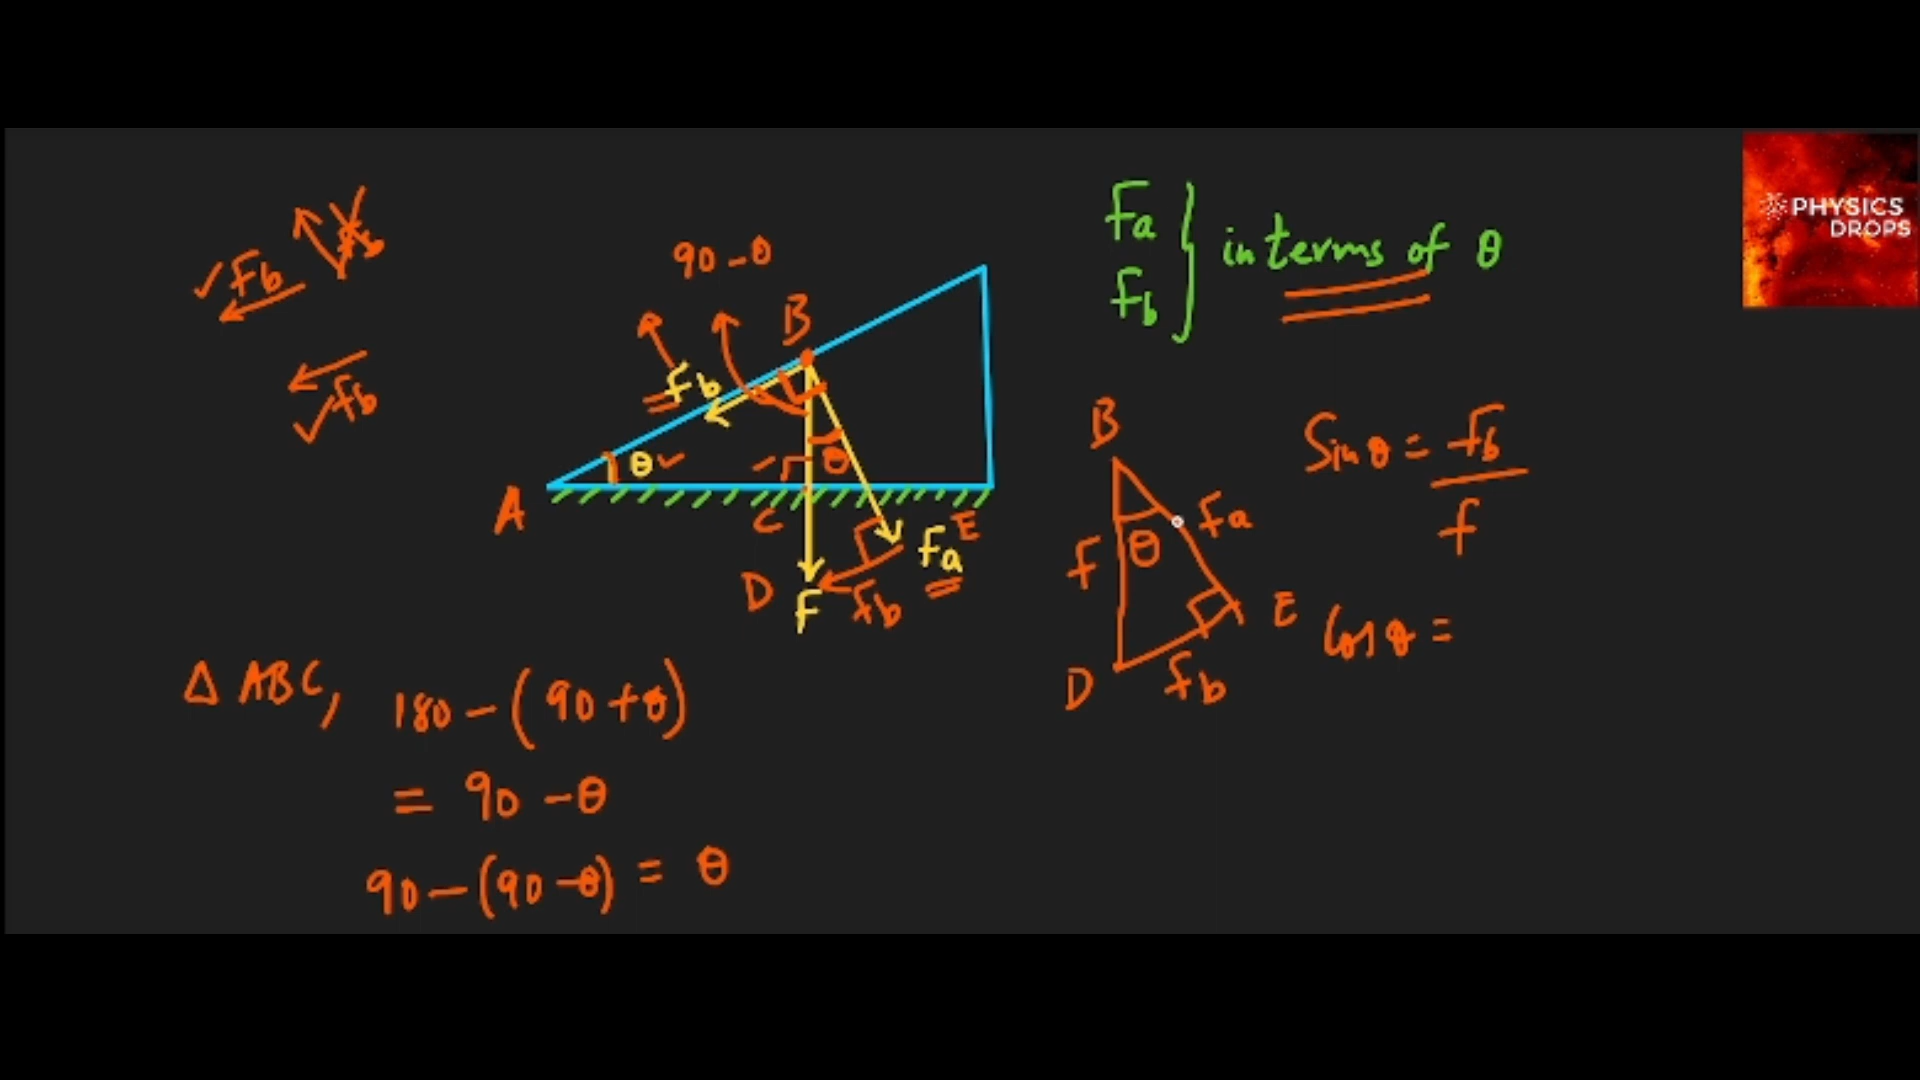 PHYSICS
DROPS
Fa
Fb
in terms of θ
Fb
Fb
90 - θ
B
Fb
θ
θ
A
C
E
D
F
Fb
Fa
B
F
θ
Fa
E
D
Fb
Sin θ = Fb / F
Cos θ =
Δ ABC, 180 - (90 + θ)
= 90 - θ
90 - (90 - θ) = θ